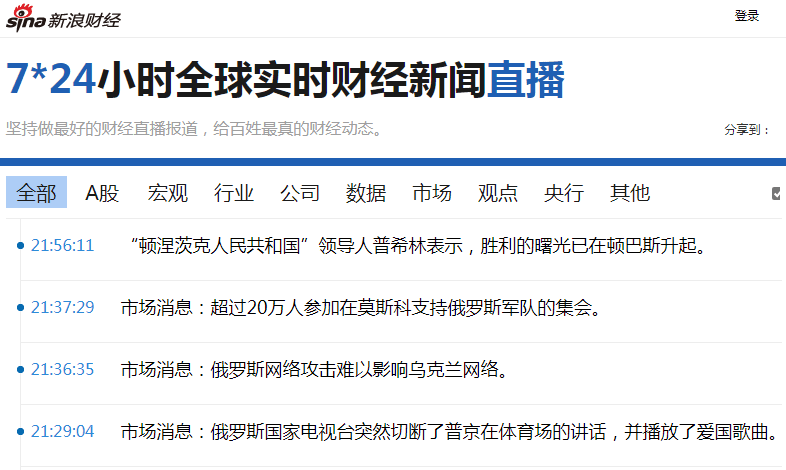 sina新浪财经
登录
7*24小时全球实时财经新闻直播
坚持做最好的财经直播报道，给百姓最真的财经动态。
分享到：
全部 A股 宏观 行业 公司 数据 市场 观点 央行 其他
21:56:11 “顿涅茨克人民共和国”领导人普希林表示，胜利的曙光已在顿巴斯升起。
21:37:29 市场消息：超过20万人参加在莫斯科支持俄罗斯军队的集会。
21:36:35 市场消息：俄罗斯网络攻击难以影响乌克兰网络。
21:29:04 市场消息：俄罗斯国家电视台突然切断了普京在体育场的讲话，并播放了爱国歌曲。